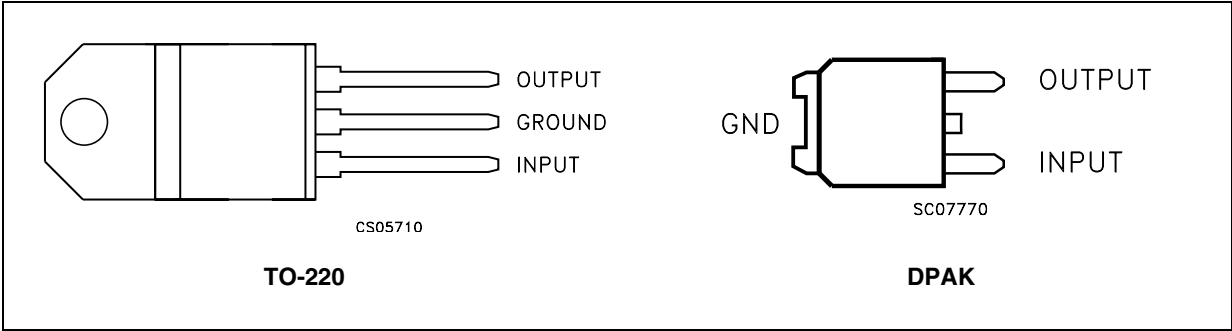 OUTPUT
GROUND
INPUT
CS05710
TO-220
GND
OUTPUT
INPUT
SC07770
DPAK